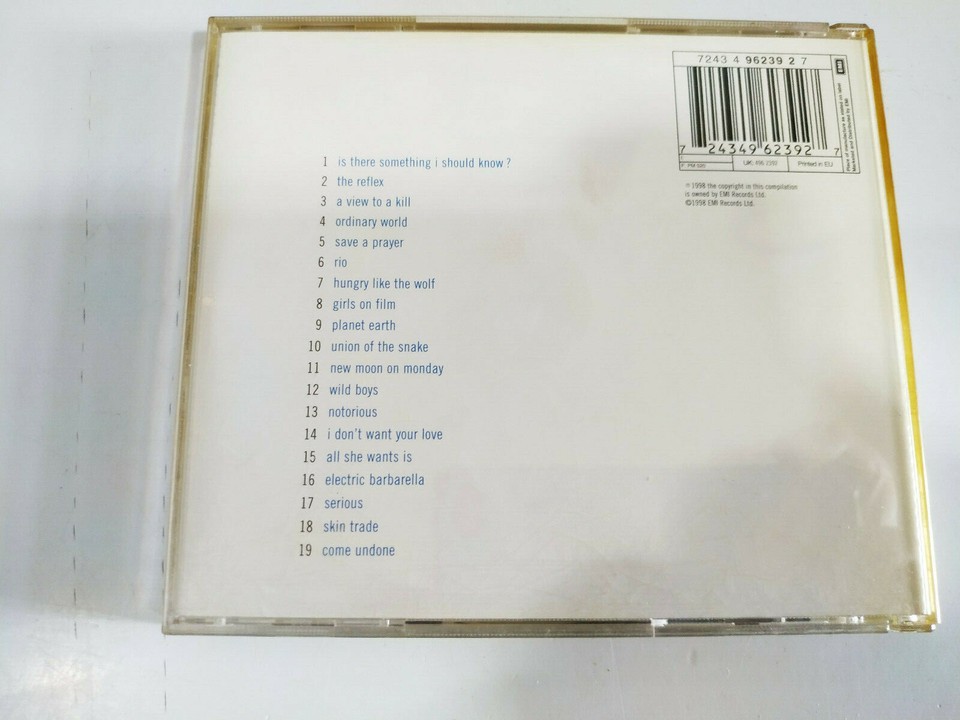 7243 4 96239 2 7
EMI
7 24349 62392 7
Printed in EU
℗ 1998 the copyright in this compilation
is owned by EMI Records Ltd.
©1998 EMI Records Ltd.
1 is there something i should know?
2 the reflex
3 a view to a kill
4 ordinary world
5 save a prayer
6 rio
7 hungry like the wolf
8 girls on film
9 planet earth
10 union of the snake
11 new moon on monday
12 wild boys
13 notorious
14 i don't want your love
15 all she wants is
16 electric barbarella
17 serious
18 skin trade
19 come undone